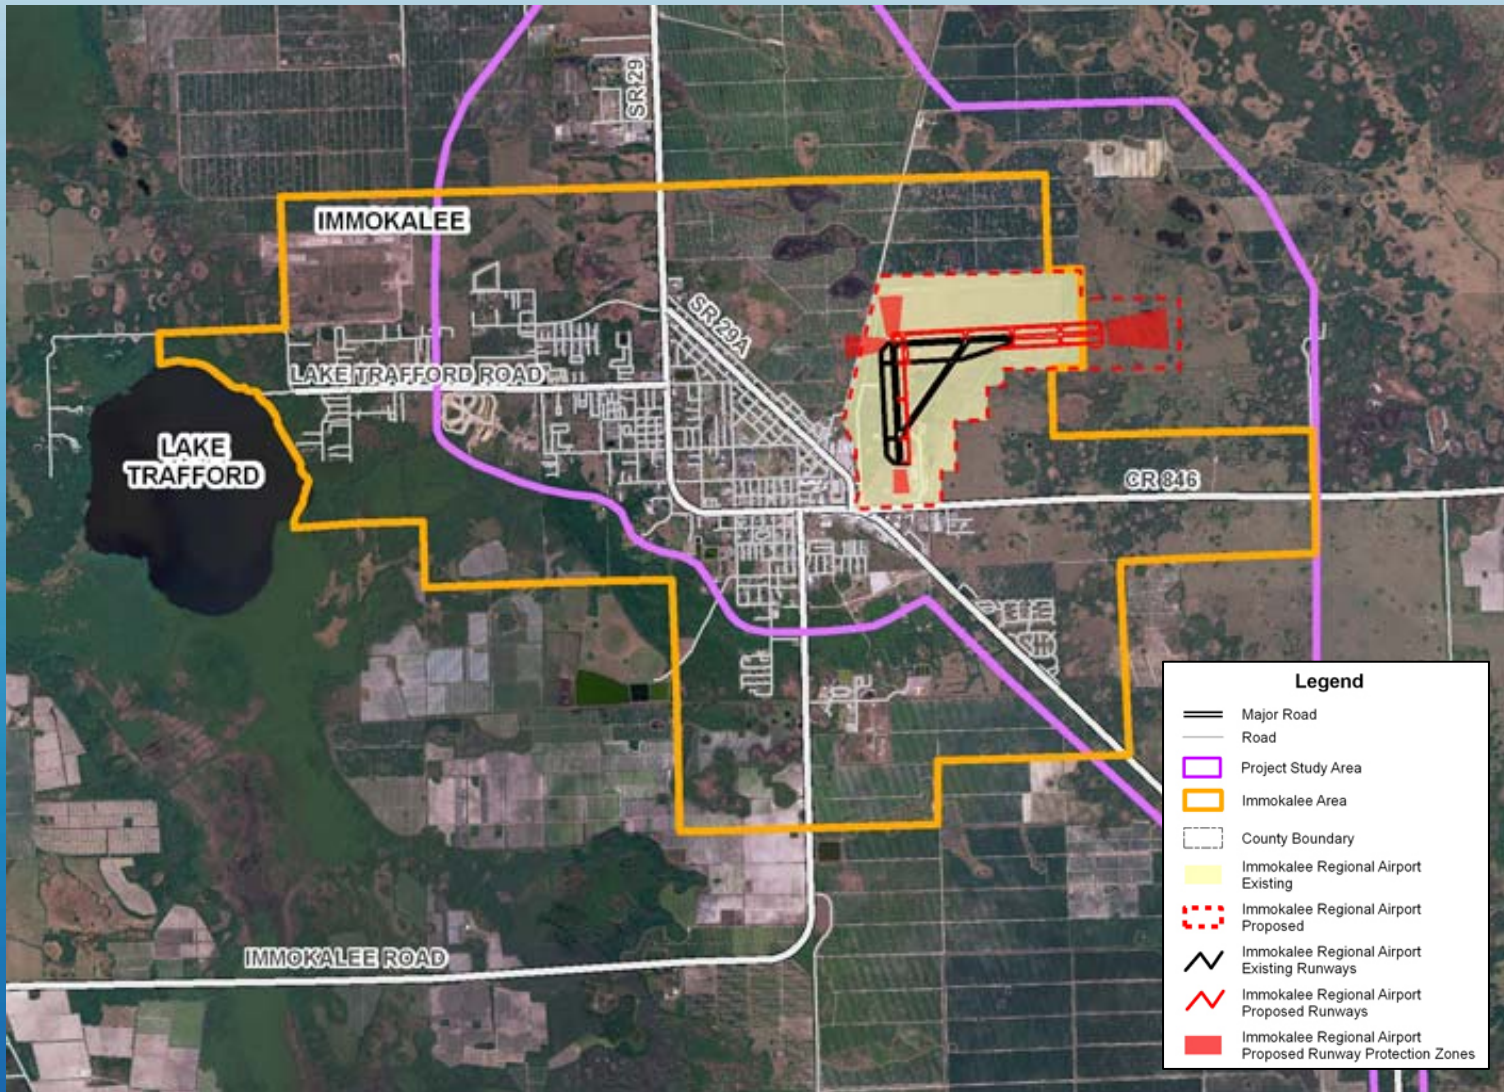 SR 29
IMMOKALEE
SR 29A
LAKE TRAFFORD ROAD
LAKE
TRAFFORD
CR 846
IMMOKALEE ROAD
Legend
Major Road
Road
Project Study Area
Immokalee Area
County Boundary
Immokalee Regional Airport
Existing
Immokalee Regional Airport
Proposed
Immokalee Regional Airport
Existing Runways
Immokalee Regional Airport
Proposed Runways
Immokalee Regional Airport
Proposed Runway Protection Zones